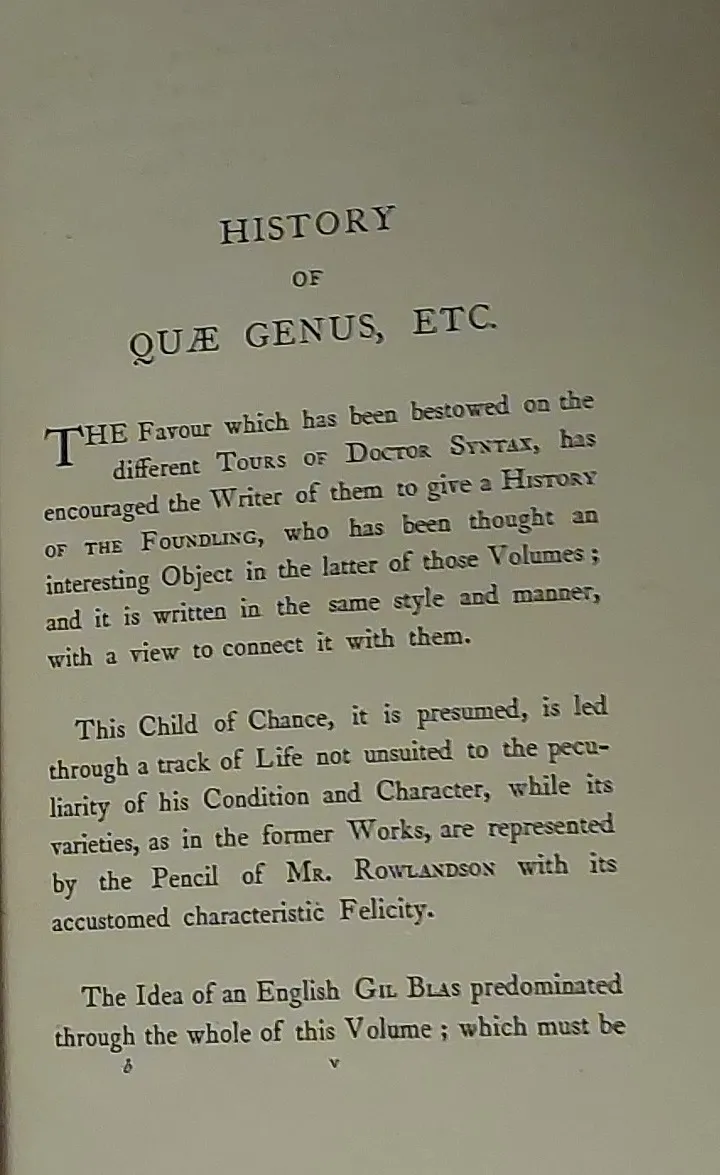 HISTORY
OF
QUÆ GENUS, ETC.
THE Favour which has been bestowed on the
different TOURS OF DOCTOR SYNTAX, has
encouraged the Writer of them to give a HISTORY
OF THE FOUNDLING, who has been thought an
interesting Object in the latter of those Volumes;
and it is written in the same style and manner,
with a view to connect it with them.
This Child of Chance, it is presumed, is led
through a track of Life not unsuited to the pecu-
liarity of his Condition and Character, while its
varieties, as in the former Works, are represented
by the Pencil of MR. ROWLANDSON with its
accustomed characteristic Felicity.
The Idea of an English GIL BLAS predominated
through the whole of this Volume; which must be
b v